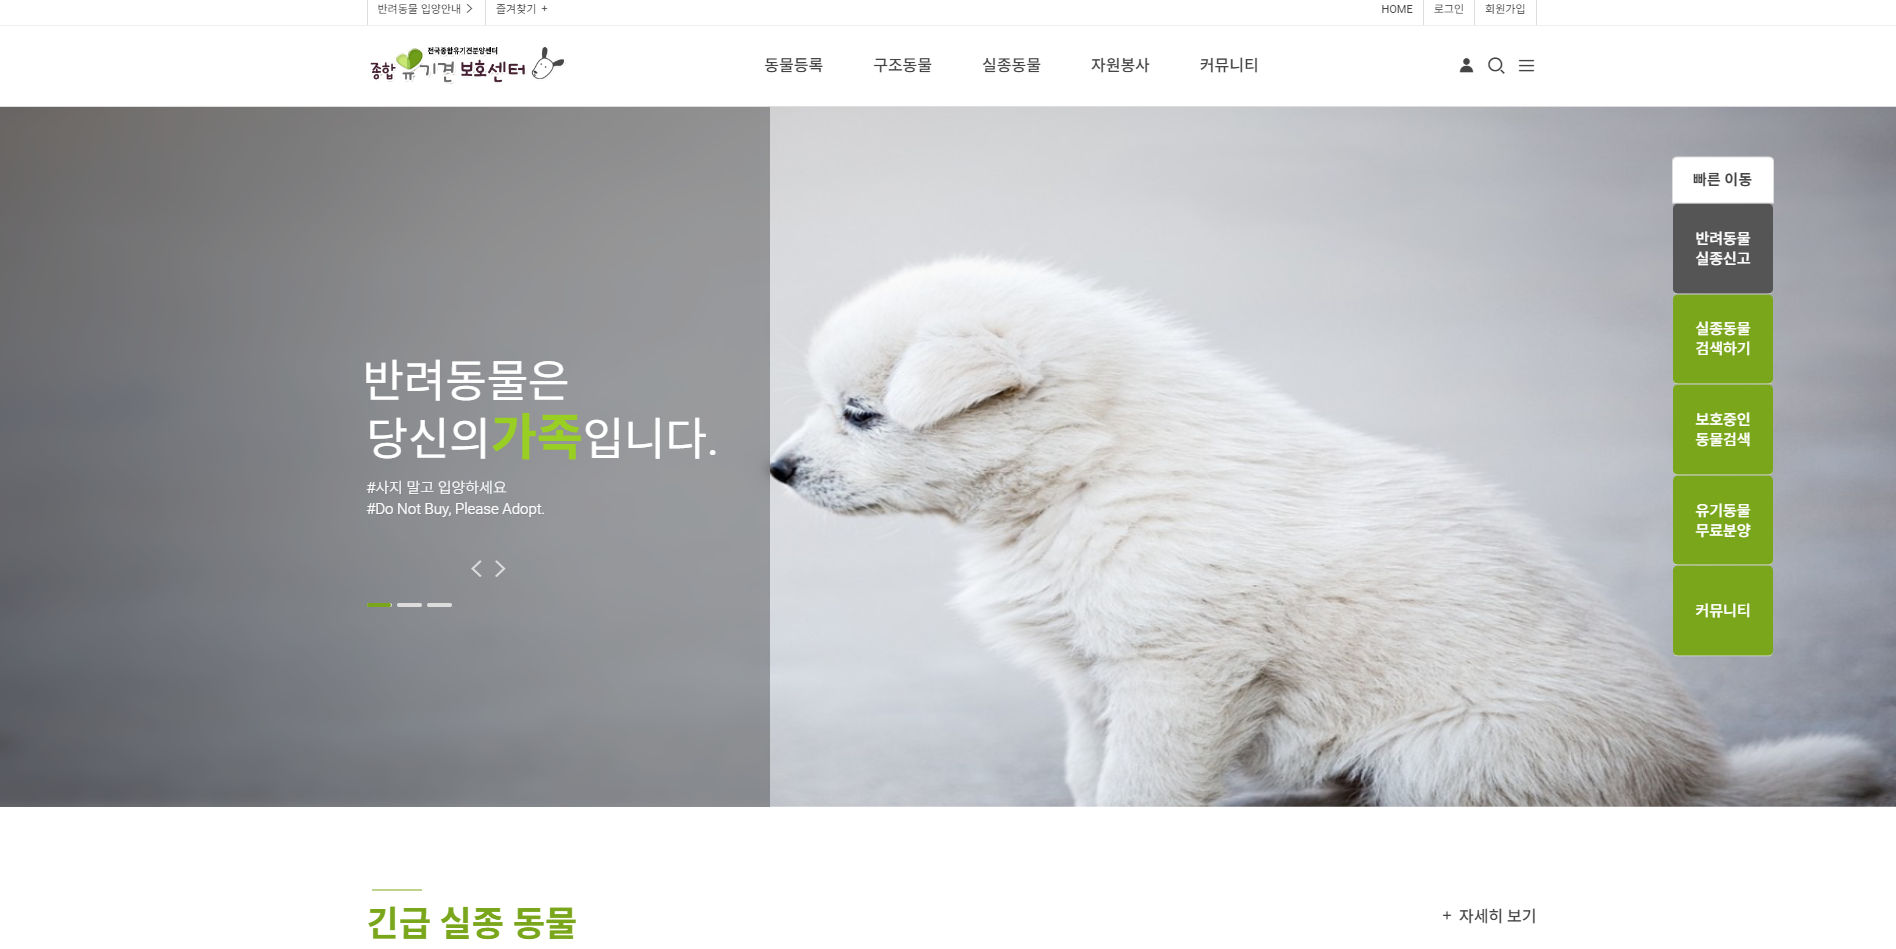 반려동물 입양안내 >
즐겨찾기 +
HOME
로그인
회원가입
전국종합유기견분양센터
종합유기견 보호센터
동물등록
구조동물
실종동물
자원봉사
커뮤니티
반려동물은
당신의가족입니다.
#사지 말고 입양하세요
#Do Not Buy, Please Adopt.
빠른 이동
반려동물
실종신고
실종동물
검색하기
보호중인
동물검색
유기동물
무료분양
커뮤니티
긴급 실종 동물
+ 자세히 보기